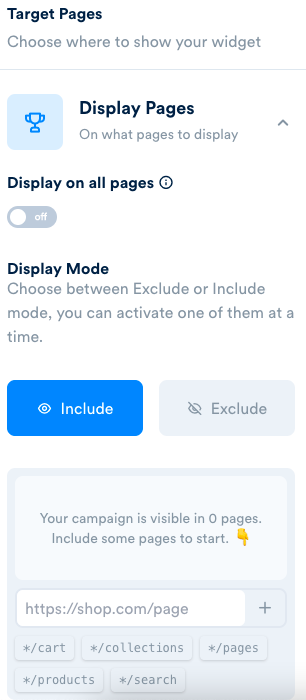 Target Pages
Choose where to show your widget
Display Pages
On what pages to display
Display on all pages
off
Display Mode
Choose between Exclude or Include
mode, you can activate one of them at a
time.
Include
Exclude
Your campaign is visible in 0 pages.
Include some pages to start. 👇
https://shop.com/page +
*/cart */collections */pages
*/products */search